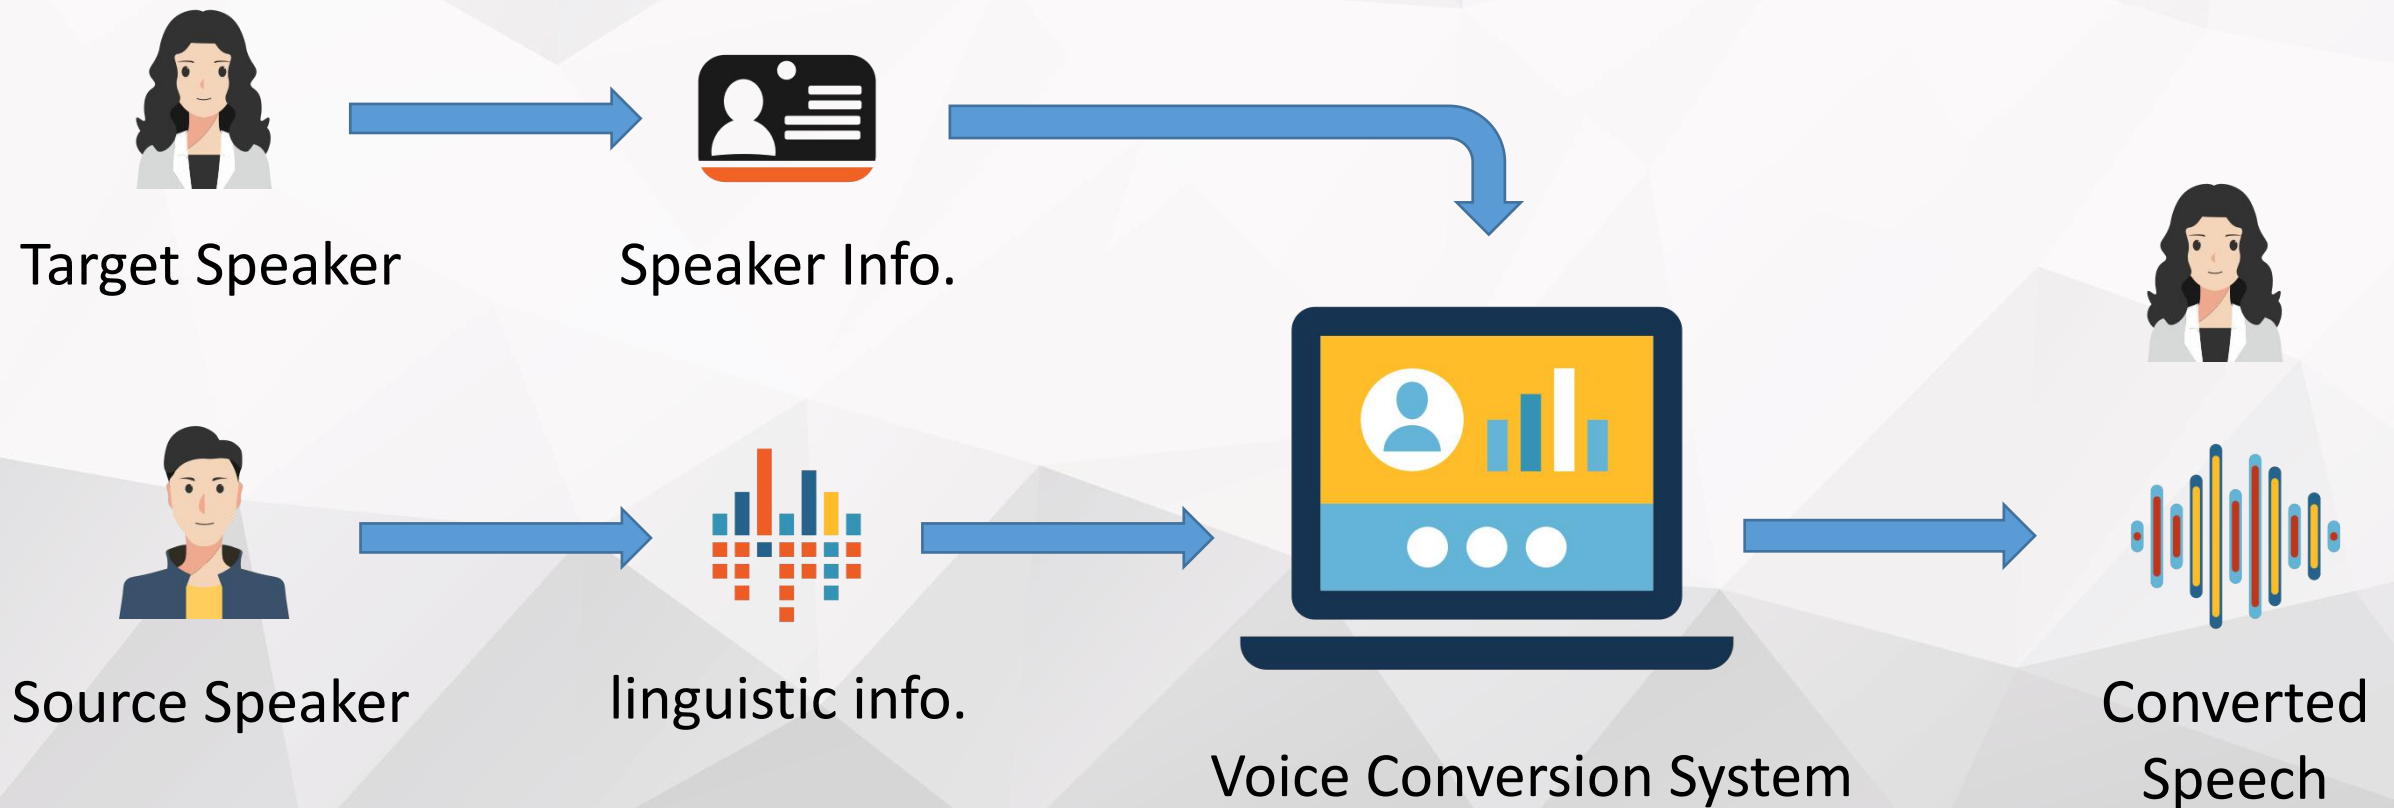 Target Speaker
Speaker Info.
Source Speaker
linguistic info.
Voice Conversion System
Converted
Speech